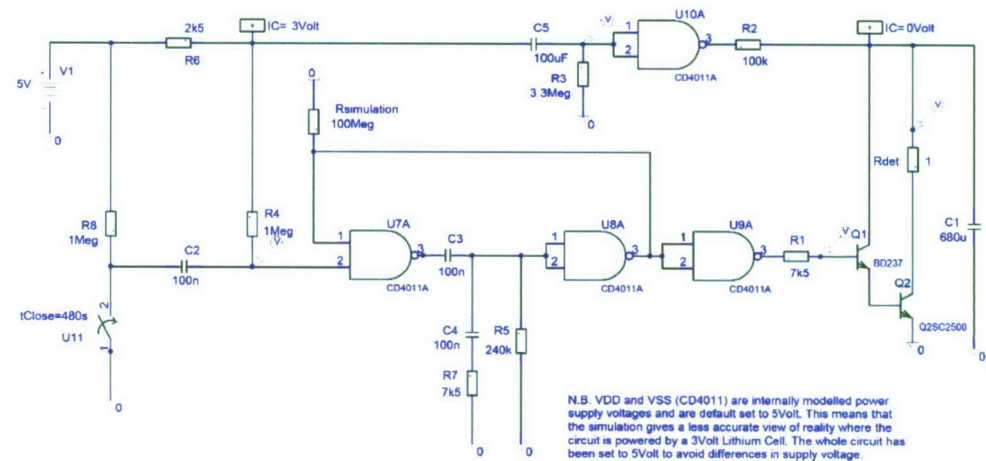 U10A
2k5
IC= 3Volt
C5
V
R2
IC=0Volt
R6
1
2
3
100uF
CD4011A
100k
5V
V1
R3
3.3Meg
0
0
0
Rsimulation
100Meg
V
Rdet
1
R8
1Meg
R4
1Meg
V
U7A
U8A
U9A
C1
680u
C2
100n
1
2
3
C3
100n
1
2
3
1
2
3
R1
7k5
V
Q1
BD237
Q2
CD4011A
CD4011A
CD4011A
tClose=480s
2
U11
1
C4
100n
R5
240k
Q2SC2500
0
R7
7k5
0
0
0
0
N.B. VDD and VSS (CD4011) are internally modelled power
supply voltages and are default set to 5Volt. This means that
the simulation gives a less accurate view of reality where the
circuit is powered by a 3Volt Lithium Cell. The whole circuit has
been set to 5Volt to avoid differences in supply voltage.